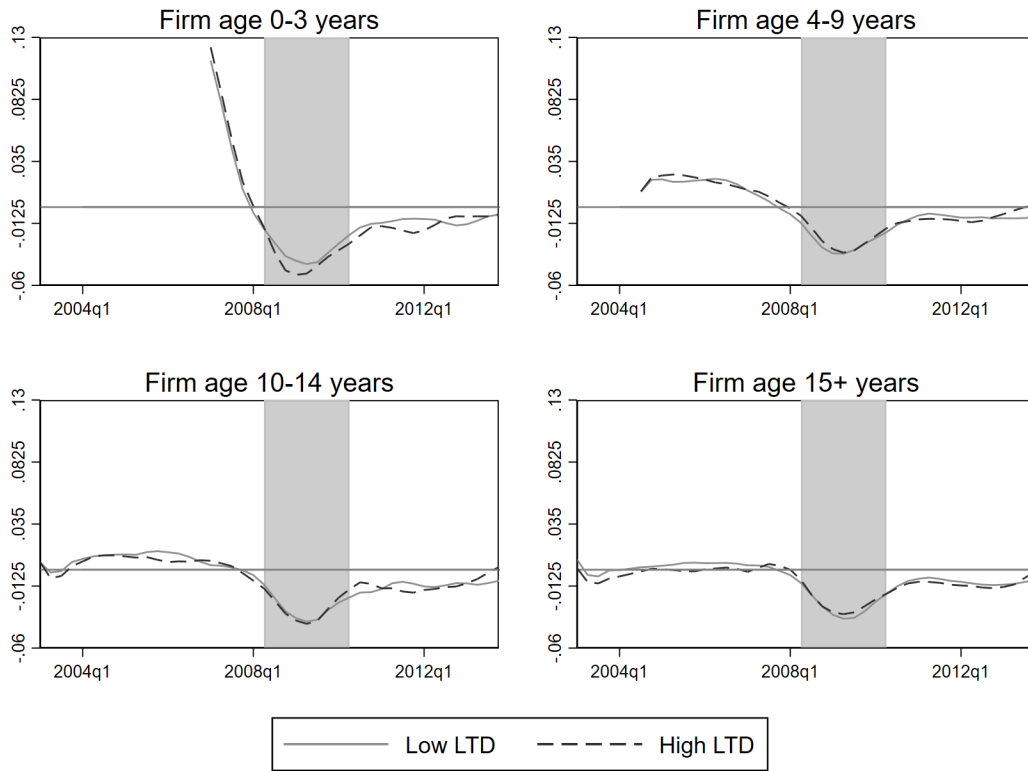 Firm age 0-3 years
.13
.0825
.035
-.0125
-.06
2004q1 2008q1 2012q1
Firm age 4-9 years
.13
.0825
.035
-.0125
-.06
2004q1 2008q1 2012q1
Firm age 10-14 years
.13
.0825
.035
-.0125
-.06
2004q1 2008q1 2012q1
Firm age 15+ years
.13
.0825
.035
-.0125
-.06
2004q1 2008q1 2012q1
Low LTD High LTD